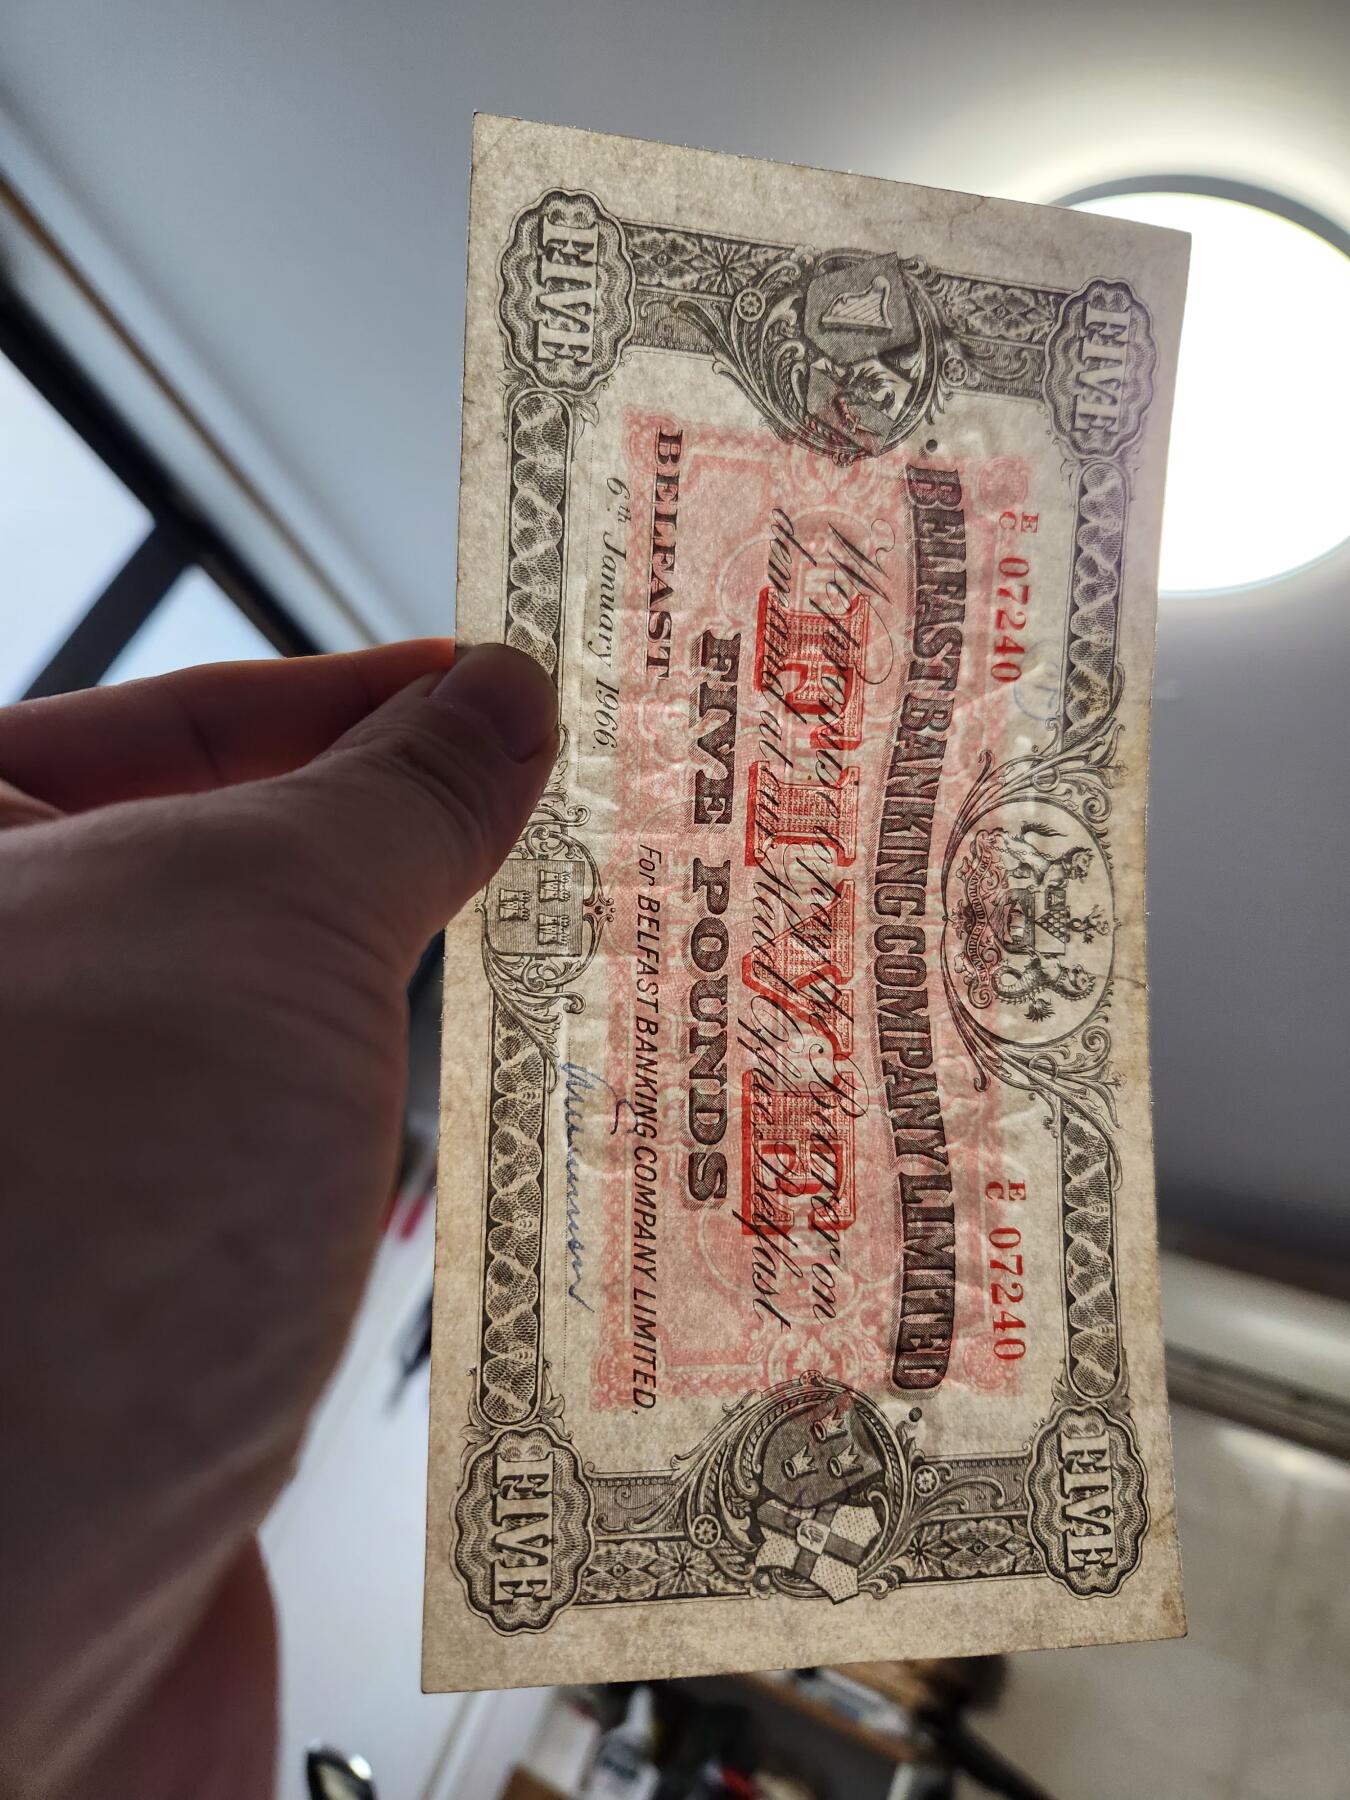 FIVE
FIVE
E/C 07240
E/C 07240
BELFAST BANKING COMPANY LIMITED
We promise to pay the Bearer on
demand at our Head Office Belfast
FIVE
FIVE POUNDS
BELFAST
For BELFAST BANKING COMPANY LIMITED,
6th January 1966.
FIVE
FIVE